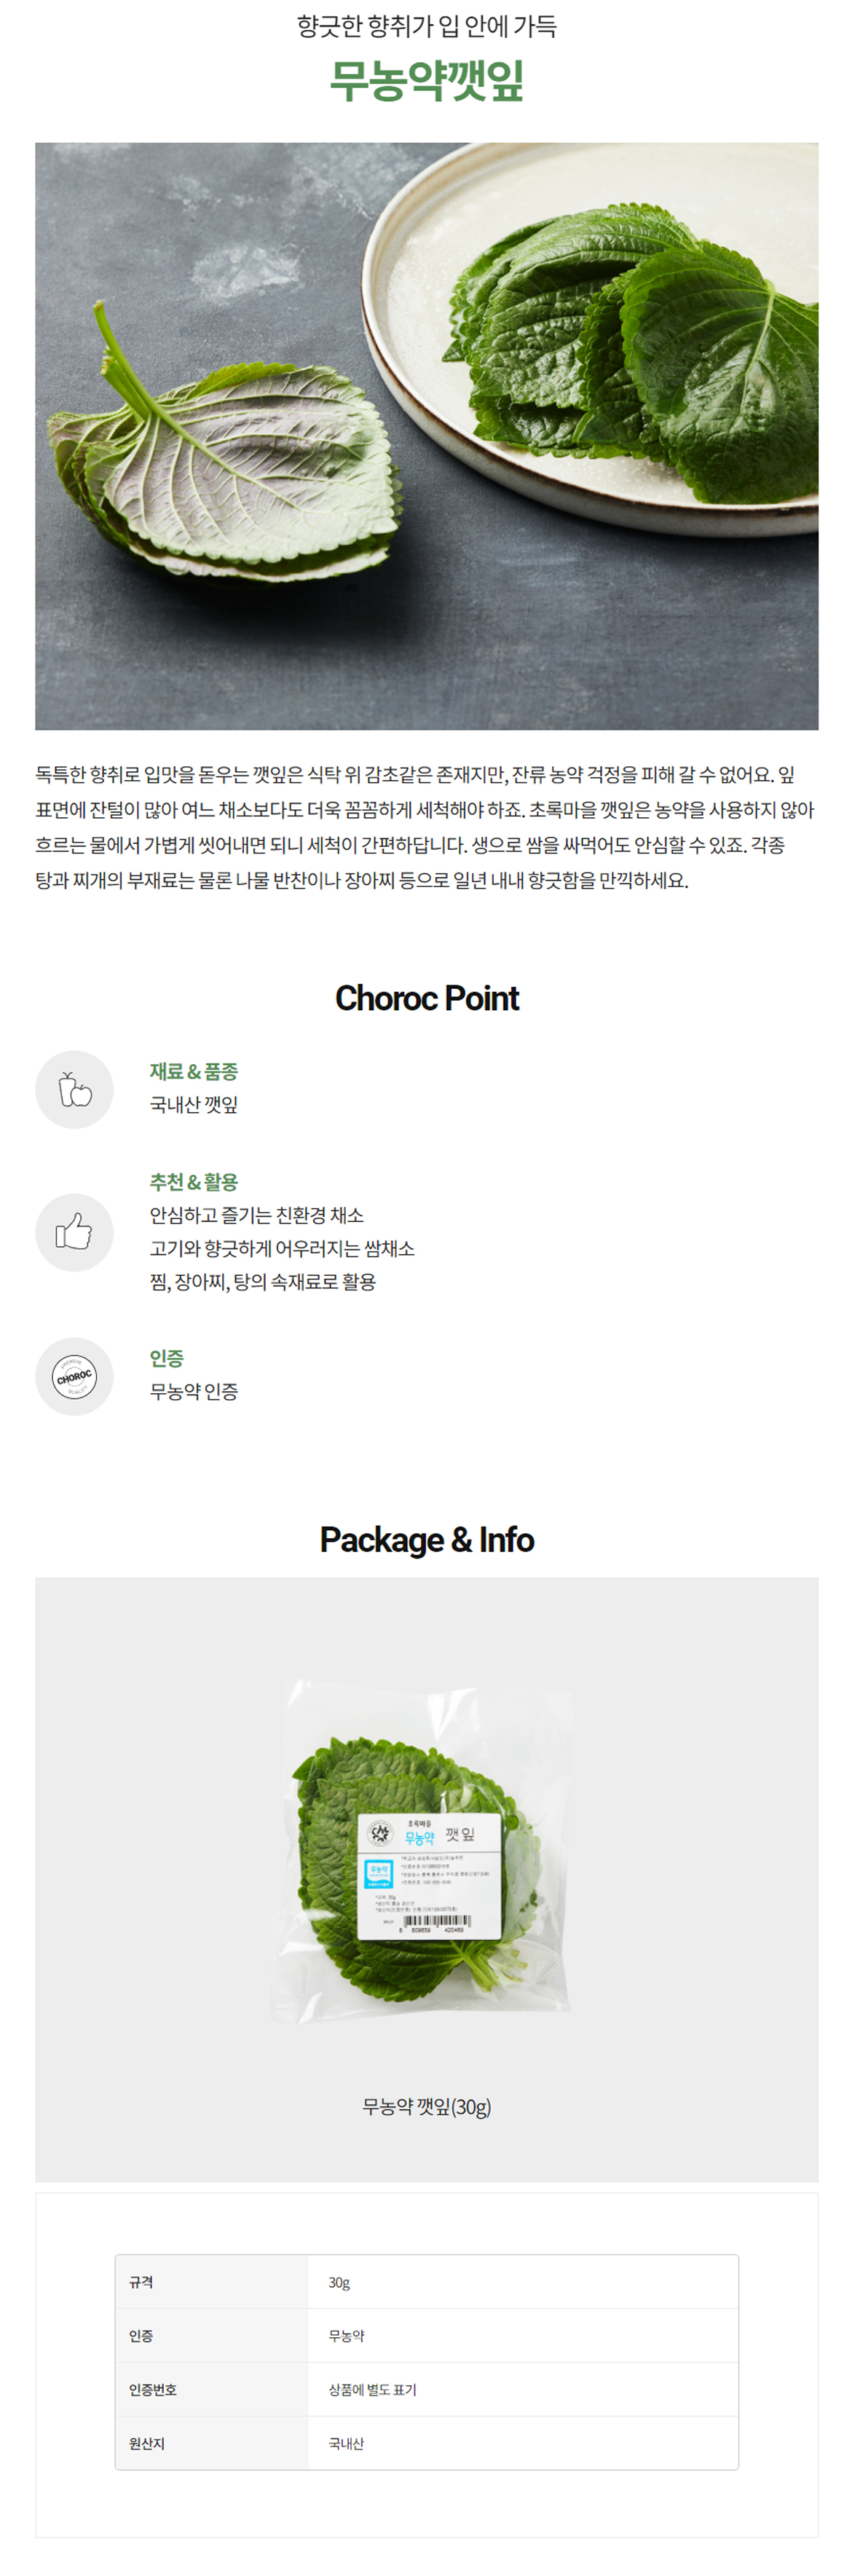 향긋한 향취가 입 안에 가득
무농약깻잎
독특한 향취로 입맛을 돋우는 깻잎은 식탁 위 감초같은 존재지만, 잔류 농약 걱정을 피해 갈 수 없어요. 잎
표면에 잔털이 많아 여느 채소보다도 더욱 꼼꼼하게 세척해야 하죠. 초록마을 깻잎은 농약을 사용하지 않아
흐르는 물에서 가볍게 씻어내면 되니 세척이 간편하답니다. 생으로 쌈을 싸먹어도 안심할 수 있죠. 각종
탕과 찌개의 부재료는 물론 나물 반찬이나 장아찌 등으로 일년 내내 향긋함을 만끽하세요.
Choroc Point
재료 & 품종
국내산 깻잎
추천 & 활용
안심하고 즐기는 친환경 채소
고기와 향긋하게 어우러지는 쌈채소
찜, 장아찌, 탕의 속재료로 활용
PREMIUM
CHOROC
QUALITY
인증
무농약 인증
Package & Info
초록마을
무농약 깻잎
무농약
8 809659 420469
무농약 깻잎(30g)
규격 30g
인증 무농약
인증번호 상품에 별도 표기
원산지 국내산